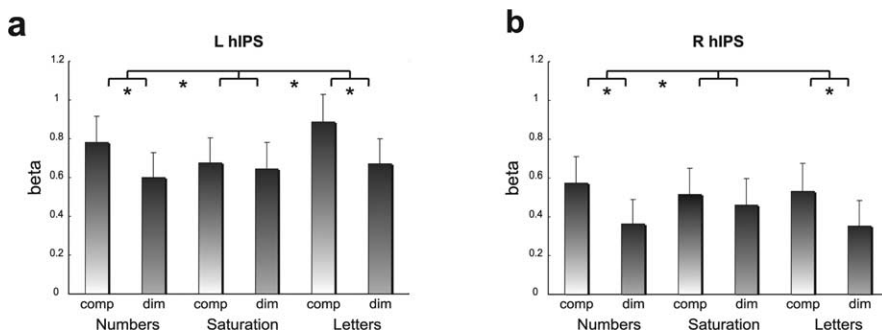 a
L hIPS
1.2
1
0.8
0.6
0.4
0.2
0
beta
* * * *
comp dim comp dim comp dim
Numbers Saturation Letters
b
R hIPS
1.2
1
0.8
0.6
0.4
0.2
0
beta
* * *
comp dim comp dim comp dim
Numbers Saturation Letters